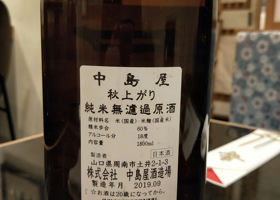 中島屋
秋上がり
純米無濾過原酒
原材料名 米(国産)・米麹(国産米)
精米歩合 60%
アルコール分 18度
内容量 1800ml
日本酒
製造者
山口県周南市土井2-1-3
株式会社 中島屋酒造場
製造年月 2019.09
☆お酒は20歳になってから。